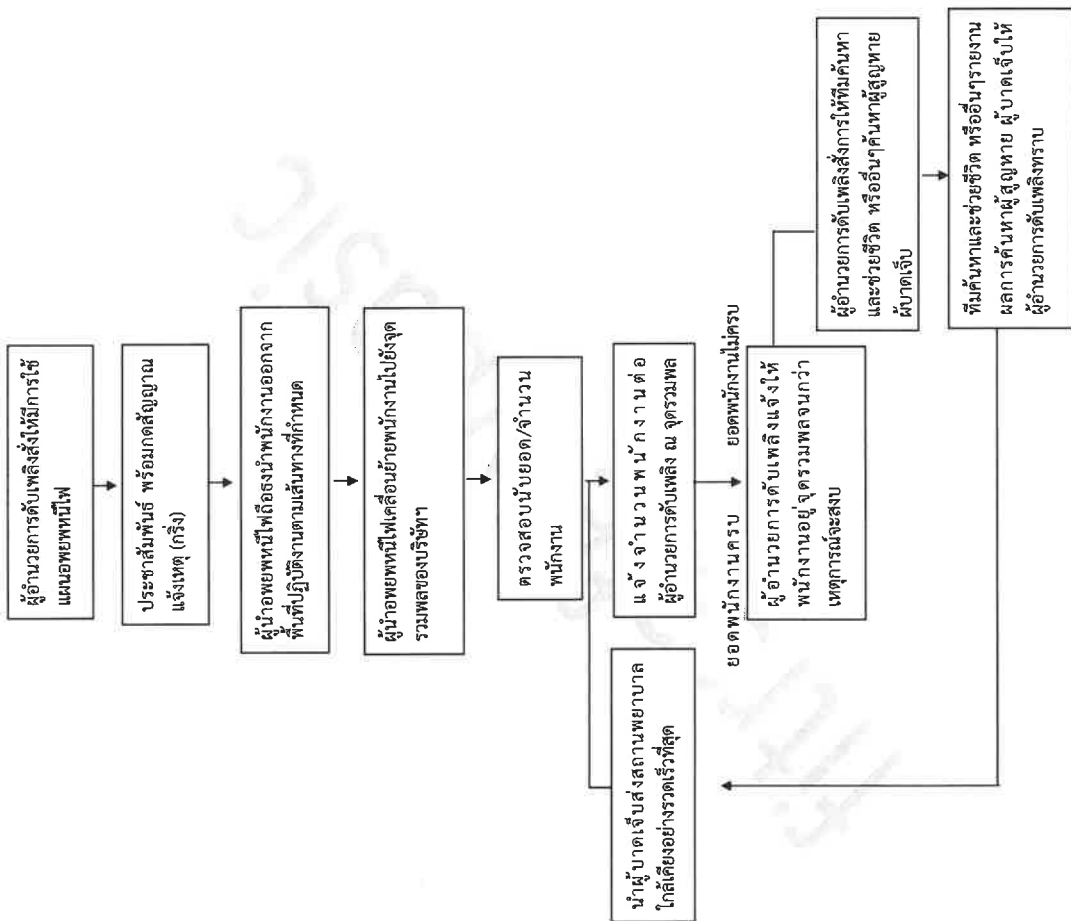 ผู้อำนวยการดับเพลิงสั่งให้มีการใช้
แผนอพยพหนีไฟ
ประชาสัมพันธ์ พร้อมกดสัญญาณ
แจ้งเหตุ (กริ่ง)
ผู้นำอพยพหนีไฟถือธงนำพนักงานออกจาก
พื้นที่ปฏิบัติงานตามเส้นทางที่กำหนด
ผู้นำอพยพหนีไฟเคลื่อนย้ายพนักงานไปยังจุด
รวมพลของบริษัทฯ
ตรวจสอบนับยอด/จำนวน
พนักงาน
แจ้งจำนวนพนักงานต่อ
ผู้อำนวยการดับเพลิง ณ จุดรวมพล
ยอดพนักงานครบ
ยอดพนักงานไม่ครบ
ผู้อำนวยการดับเพลิงแจ้งให้
พนักงานอยู่ จุดรวมพลจนกว่า
เหตุการณ์จะสงบ
ผู้อำนวยการดับเพลิงสั่งการให้ทีมค้นหา
และช่วยชีวิต หรืออื่นๆค้นหาผู้สูญหาย
ผู้บาดเจ็บ
ทีมค้นหาและช่วยชีวิต หรืออื่นๆรายงาน
ผลการค้นหาผู้สูญหาย ผู้บาดเจ็บให้
ผู้อำนวยการดับเพลิงทราบ
นำผู้บาดเจ็บส่งสถานพยาบาล
ใกล้เคียงอย่างรวดเร็วที่สุด